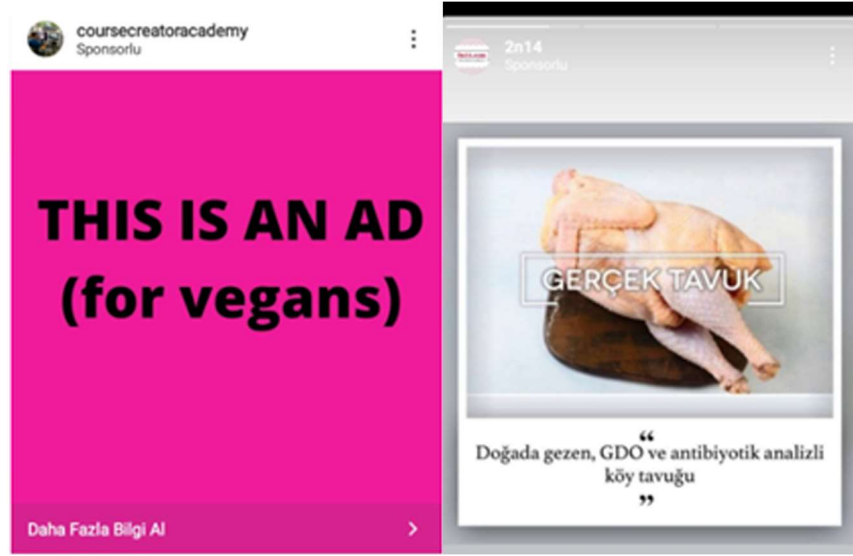 coursecreatoracademy
Sponsorlu
THIS IS AN AD
(for vegans)
Daha Fazla Bilgi Al
2n14
Sponsorlu
GERÇEK TAVUK
“
Doğada gezen, GDO ve antibiyotik analizli
köy tavuğu
”